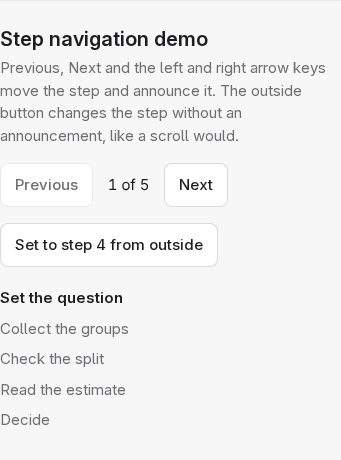 Step navigation demo
Previous, Next and the left and right arrow keys
move the step and announce it. The outside
button changes the step without an
announcement, like a scroll would.
Previous 1 of 5 Next
Set to step 4 from outside
Set the question
Collect the groups
Check the split
Read the estimate
Decide